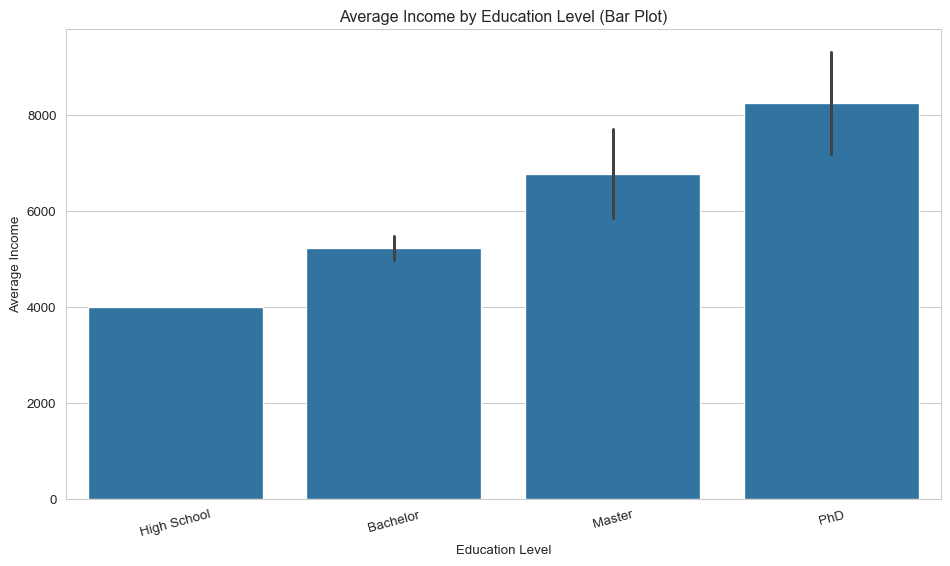 Average Income by Education Level (Bar Plot)
Average Income
8000
6000
4000
2000
0
High School
Bachelor
Master
PhD
Education Level